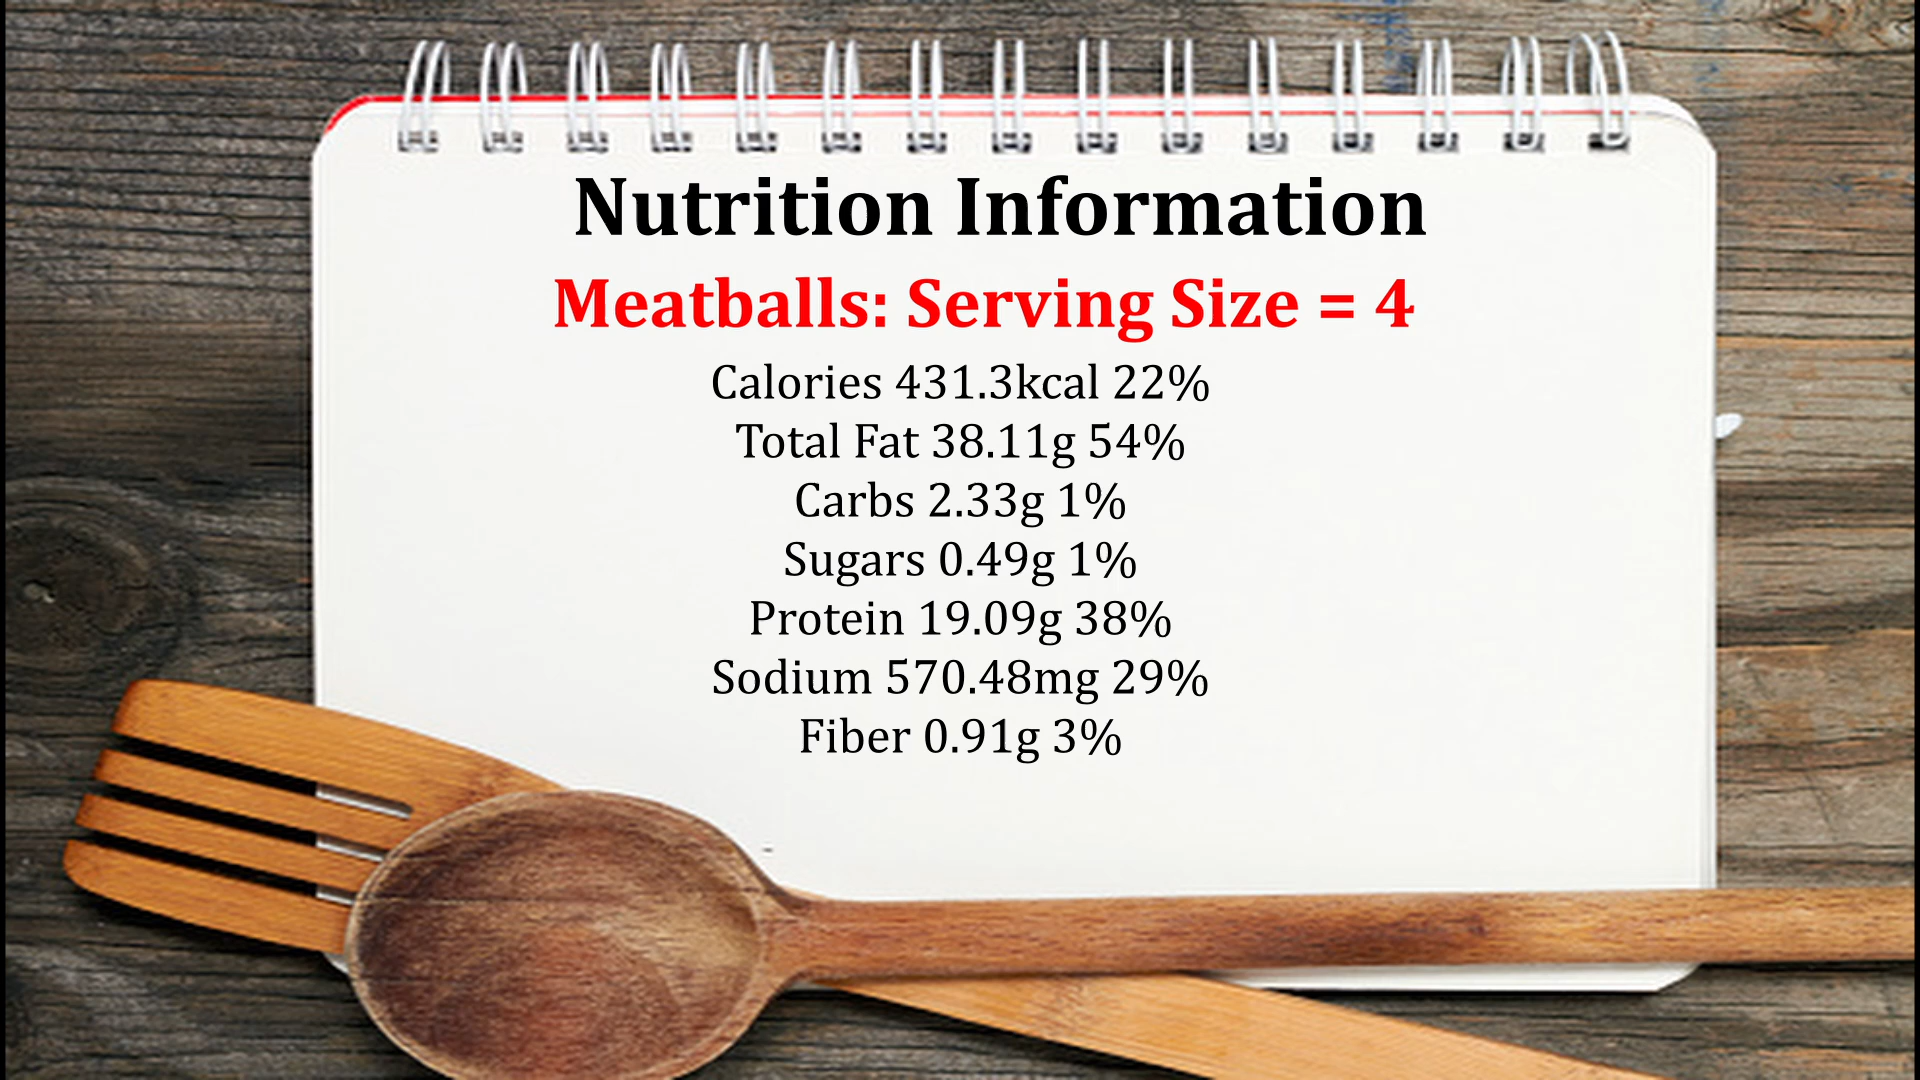 Nutrition Information
Meatballs: Serving Size = 4
Calories 431.3kcal 22%
Total Fat 38.11g 54%
Carbs 2.33g 1%
Sugars 0.49g 1%
Protein 19.09g 38%
Sodium 570.48mg 29%
Fiber 0.91g 3%